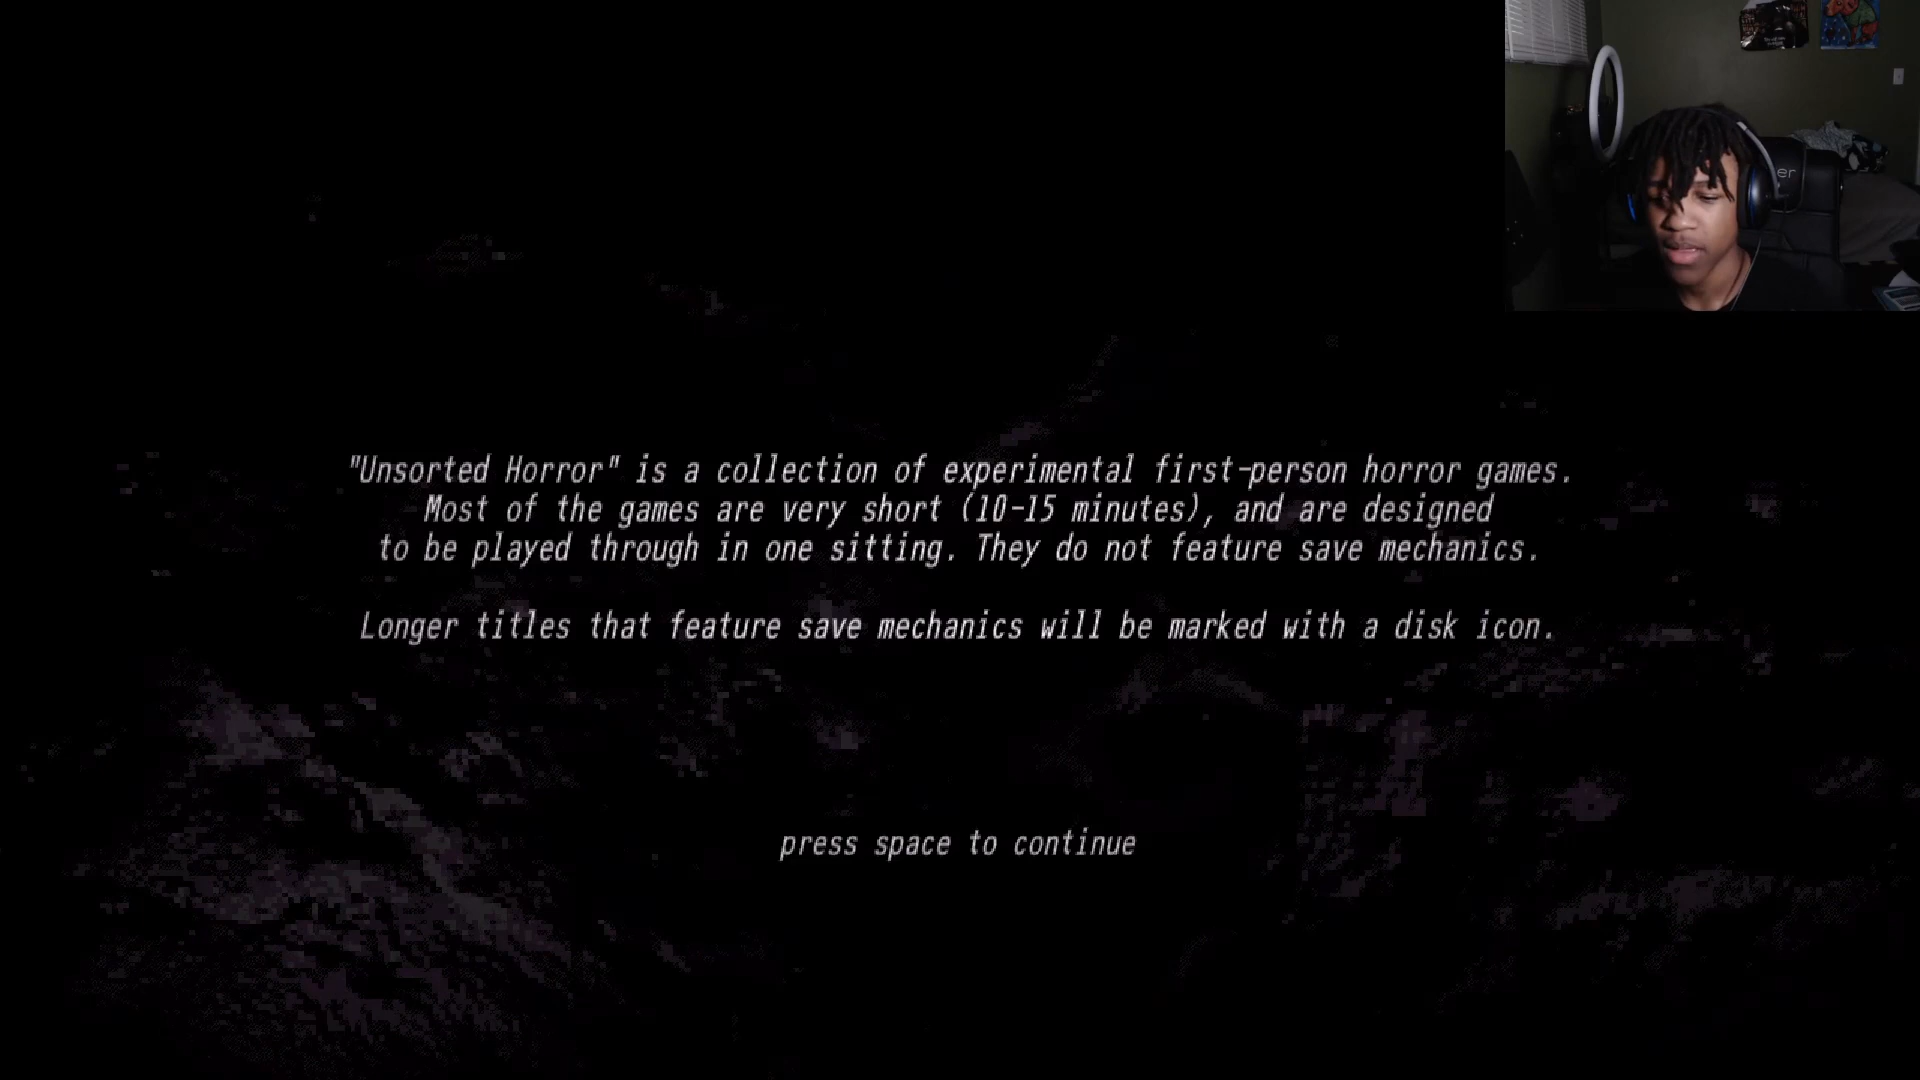 "Unsorted Horror" is a collection of experimental first-person horror games.
Most of the games are very short (10-15 minutes), and are designed
to be played through in one sitting. They do not feature save mechanics.
Longer titles that feature save mechanics will be marked with a disk icon.
press space to continue
er